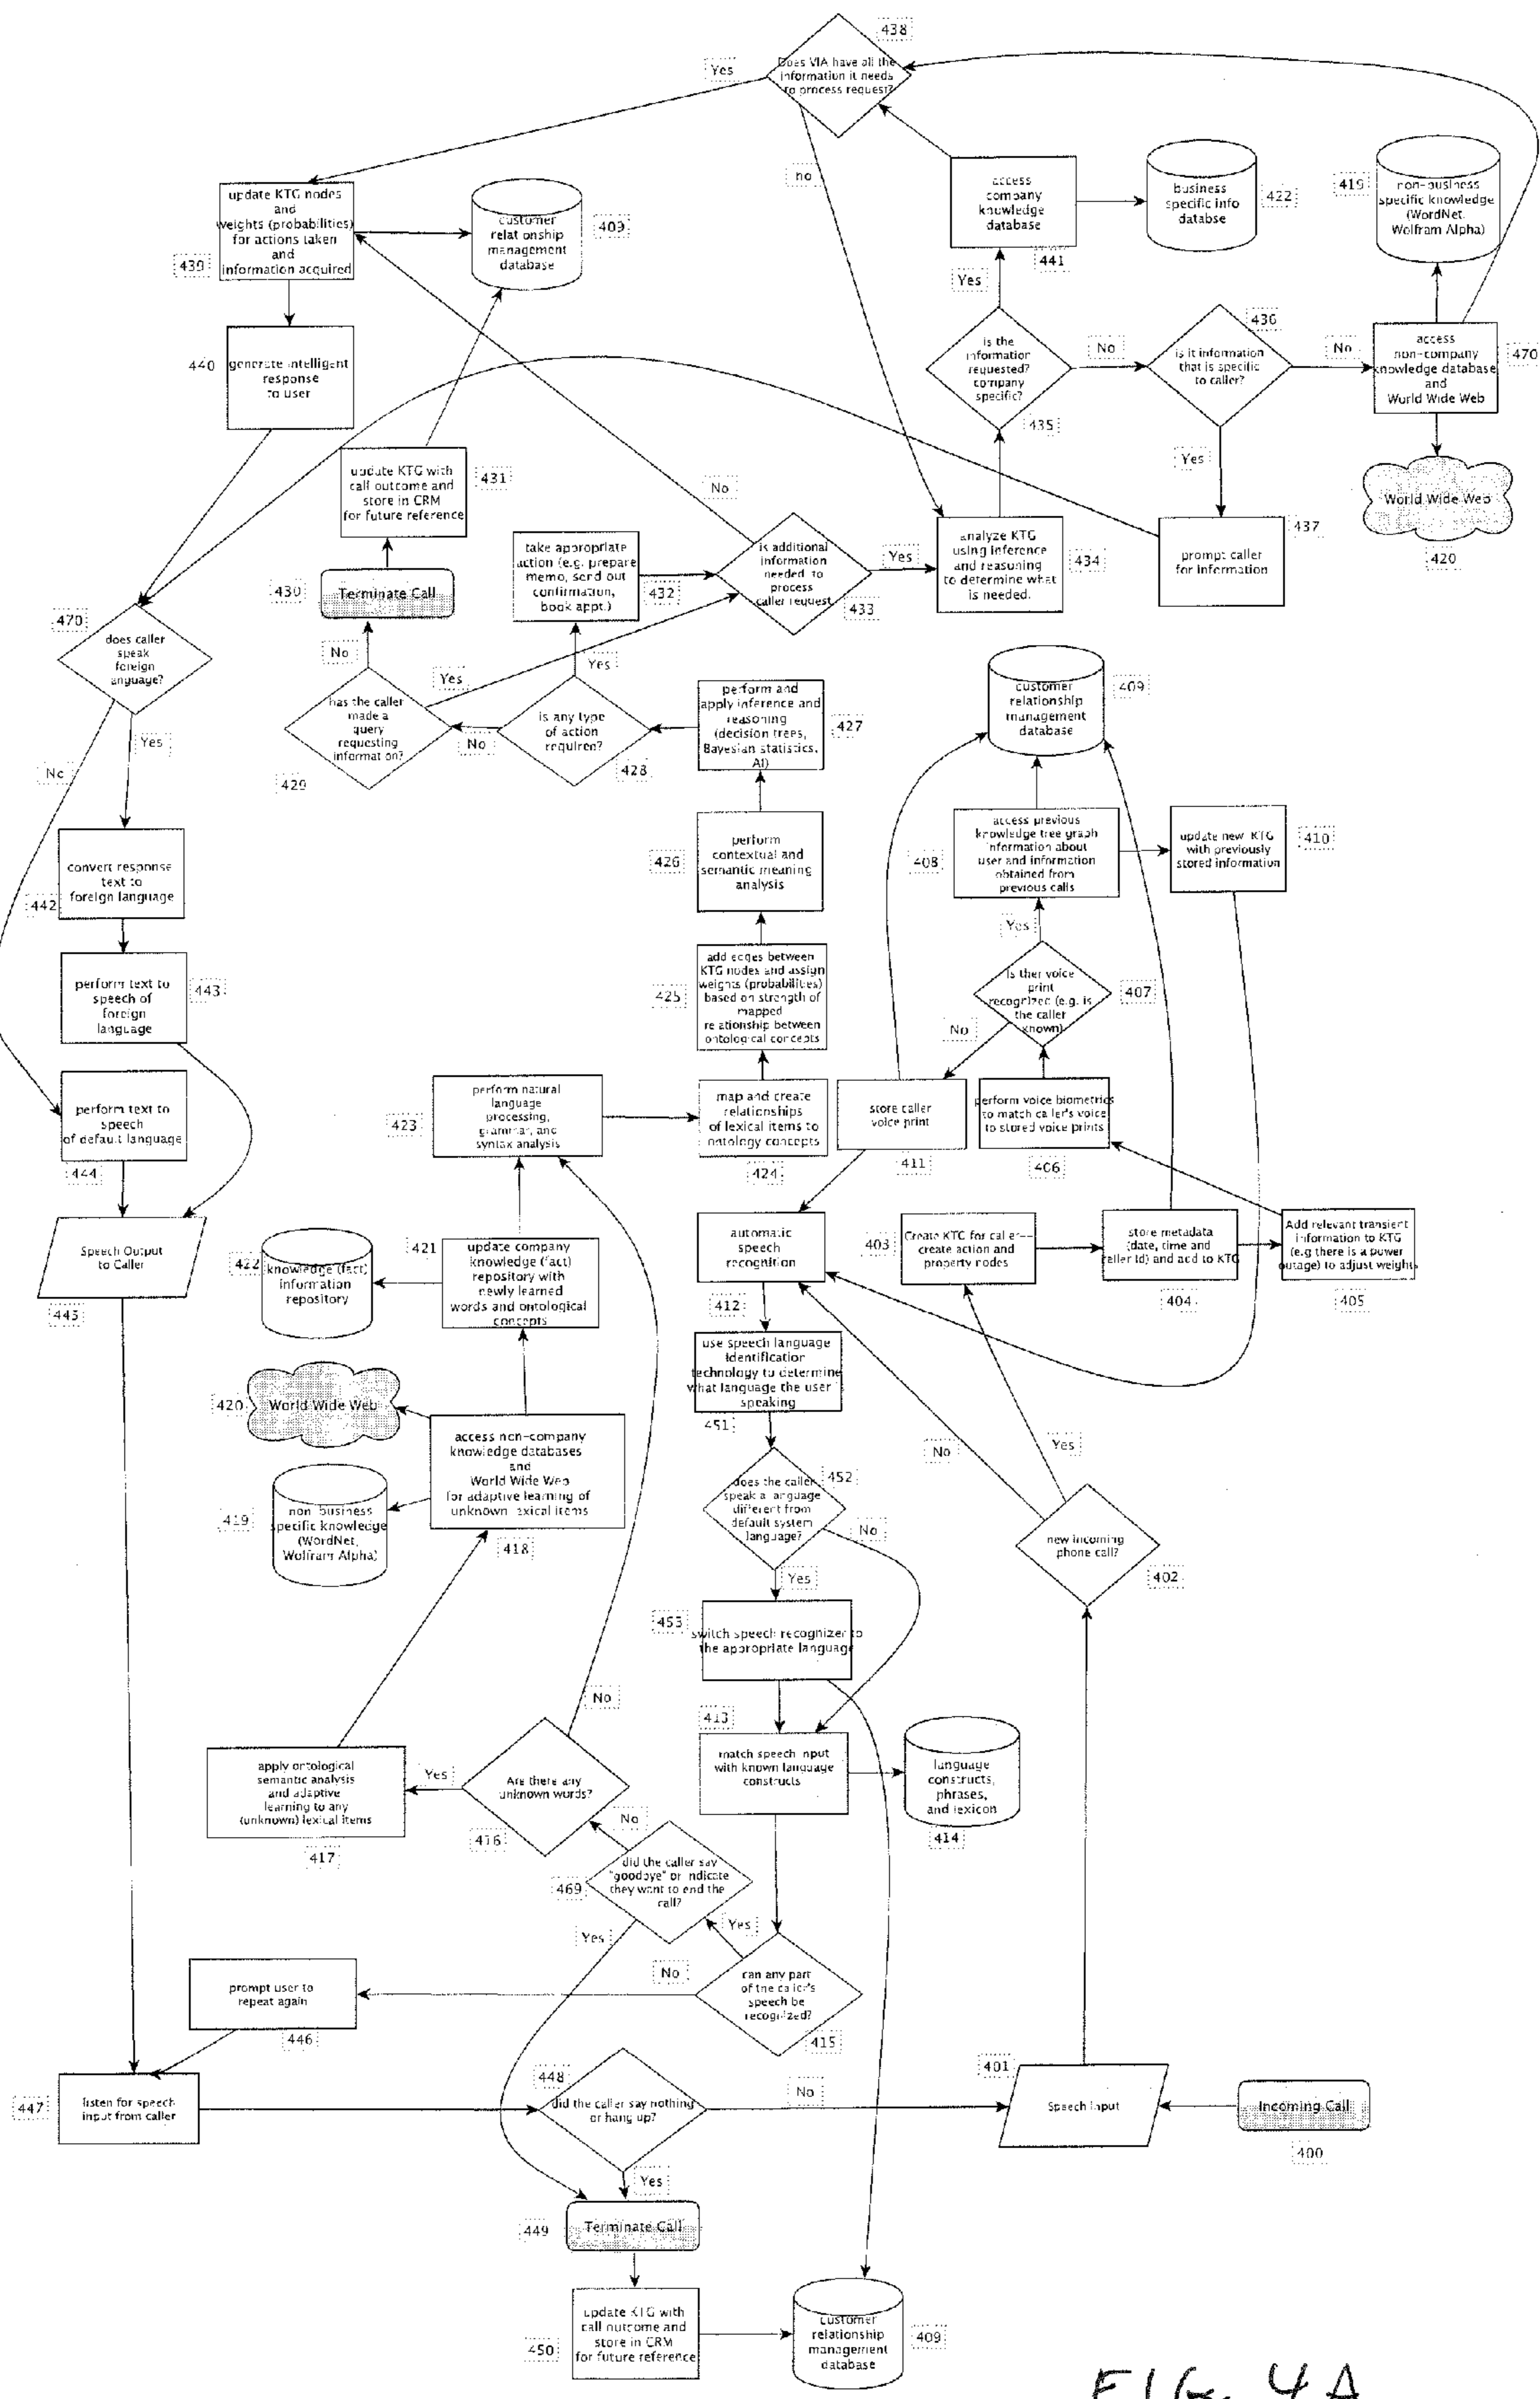 438
Does VIA have all the
information it needs
to process request?
Yes
no
update KTG nodes
and
weights (probabilities)
for actions taken
and
information acquired
439
customer
relat onship
management
database
409
access
company
knowledge
database
441
business
specific info
databse
422
419
non-business
specific knowledge
(WordNet,
Wolfram Alpha)
Yes
is the
information
requested?
company
specific?
435
No
436
is it information
that is specific
to caller?
No
access
non-company
knowledge database
and
World Wide Web
470
440
generate intelligent
response
to user
Yes
World Wide Web
420
update KTG with
call outcome and
store in CRM
for future reference
431
No
430
Terminate Call
take appropriate
action (e.g. prepare
memo, send out
confirmation,
book appt.)
432
is additional
information
needed to
process
caller request
433
Yes
analyze KTG
using inference
and reasoning
to determine what
is needed.
434
prompt caller
for information
437
470
does caller
speak
foreign
anguage?
No
Yes
Yes
has the caller
made a
query
requesting
informat on?
429
No
is any type
of action
required?
428
perform and
apply inference and
reasoning
(decision trees,
Bayesian statistics,
AI)
427
customer
relationship
management
database
409
Yes
Nc
convert response
text to
foreign language
442
426
perform
contextual and
semantic meaning
analysis
408
access previous
knowledge tree graph
information about
user and information
obtained from
previous calls
update new KTG
with previously
stored information
410
Yes
perform text to
speech of
foreign
language
443
425
add edges between
KTG nodes and assign
weights (probabilities)
based on strength of
mapped
relationship between
ontological concepts
Is ther voice
print
recognized (e.g. is
the caller
known)
407
No
perform text to
speech
of default language
444
423
perform natural
language
processing,
grammar, and
syntax analysis
map and create
relationships
of lexical items to
ontology concepts
424
store caller
voice print
411
perform voice biometrics
to match caller's voice
to stored voice prints
406
Speech Output
to Caller
445
422
knowledge (fact)
information
repository
421
update company
knowledge (fact)
repository with
newly learned
words and ontological
concepts
automatic
speech
recognition
412
403
Create KTC for caller--
create action and
property nodes
store metadata
(date, time and
caller id) and add to KTG
404
Add relevant transient
information to KTG
(e.g there is a power
outage) to adjust weights
405
use speech language
identification
technology to determine
what language the user is
speaking
451
420
World Wide Web
access non-company
knowledge databases
and
World Wide Web
for adaptive learning of
unknown lexical items
418
419
non business
specific knowledge
(WordNet,
Wolfram Alpha)
does the caller
speak a language
different from
default system
language?
452
No
Yes
No
Yes
new incoming
phone call?
402
453
switch speech recognizer to
the appropriate language
No
413
match speech input
with known language
constructs
language
constructs,
phrases,
and lexicon
414
apply ontological
semantic analysis
and adaptive
learning to any
(unknown) lexical items
417
Yes
Are there any
unknown words?
416
No
did the caller say
"goodbye" or indicate
they want to end the
call?
469
Yes
Yes
prompt user to
repeat again
446
No
can any part
of the caller's
speech be
recognized?
415
447
listen for speech
input from caller
448
did the caller say nothing
or hang up?
No
401
Speech Input
Incoming Call
400
Yes
449
Terminate Call
450
update KTG with
call outcome and
store in CRM
for future reference
customer
relationship
management
database
409
FIG. 4A